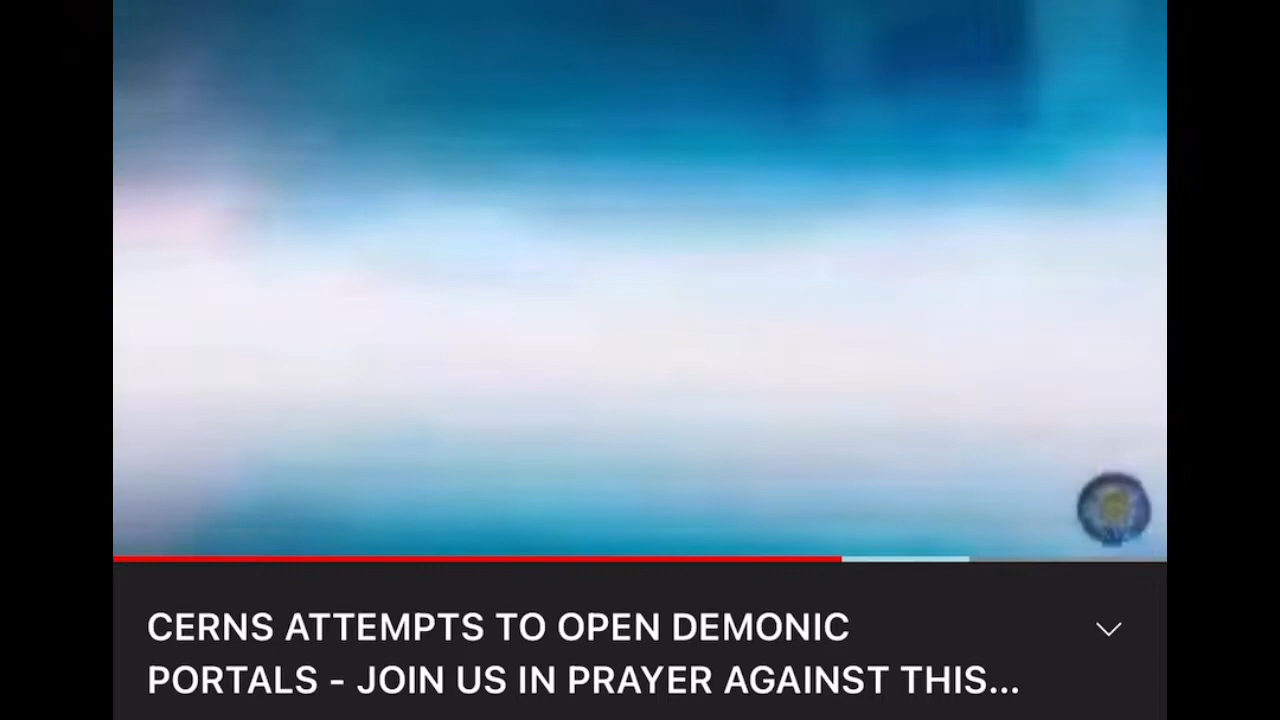 CERNS ATTEMPTS TO OPEN DEMONIC
PORTALS - JOIN US IN PRAYER AGAINST THIS...